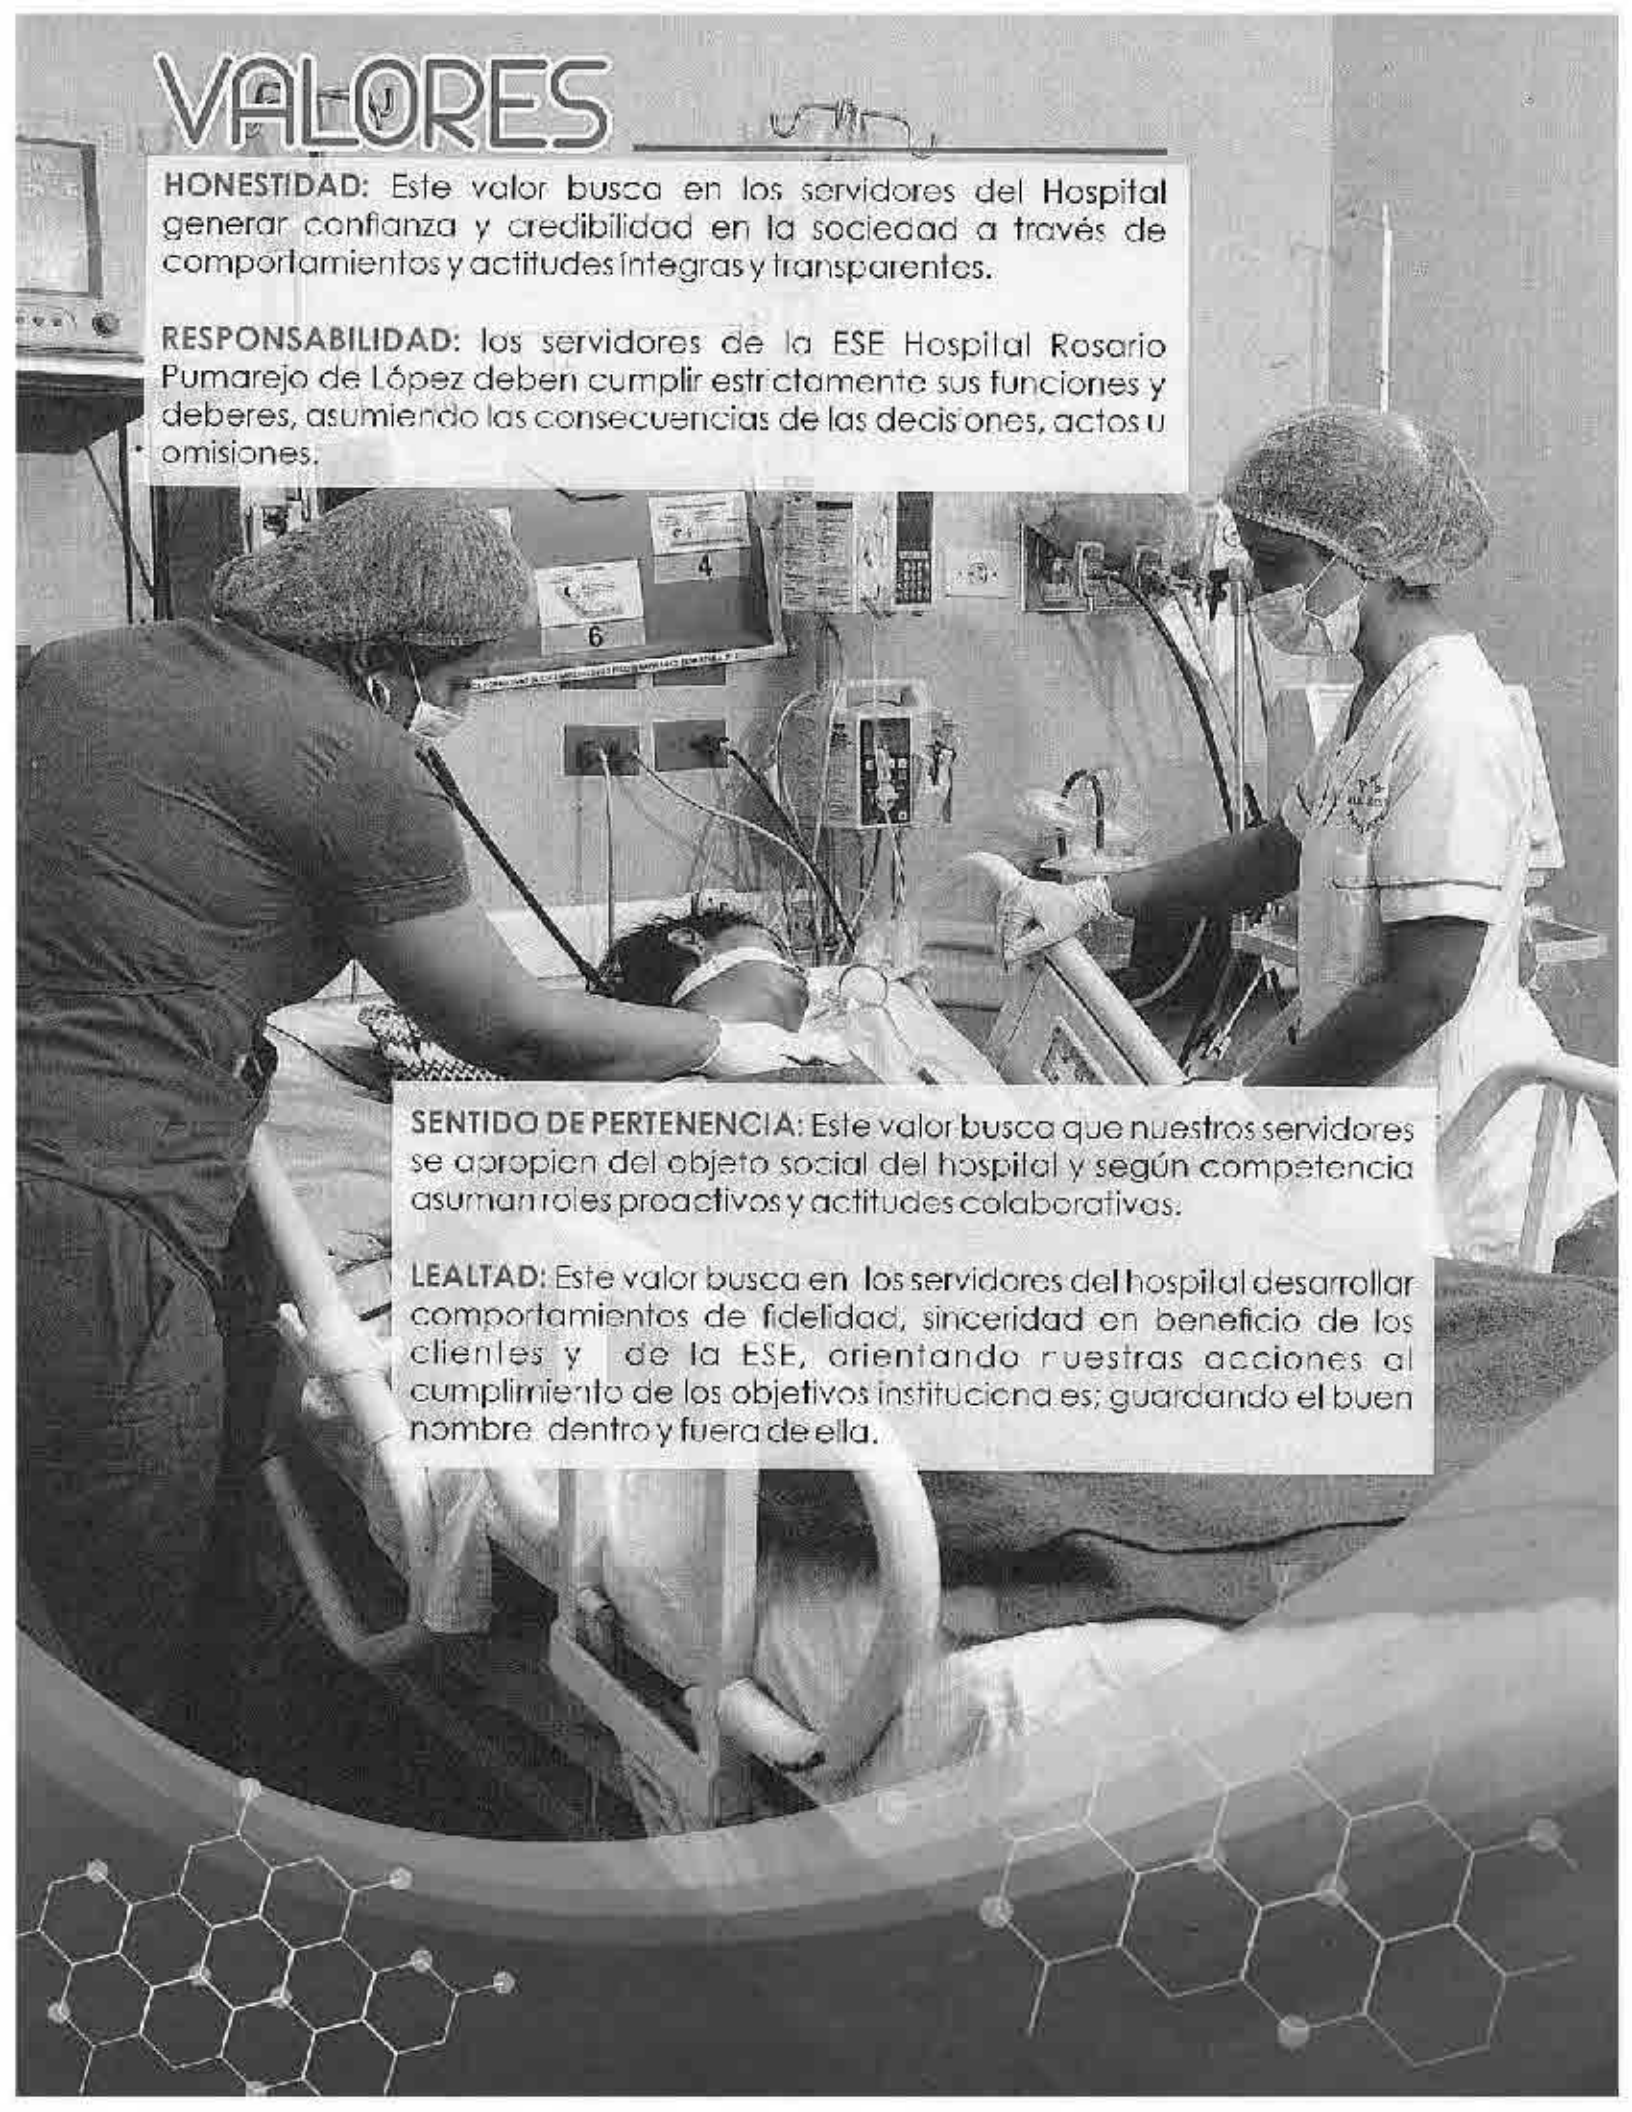 VALORES
HONESTIDAD: Este valor busca en los servidores del Hospital
generar confianza y credibilidad en la sociedad a través de
comportamientos y actitudes íntegras y transparentes.
RESPONSABILIDAD: los servidores de la ESE Hospital Rosario
Pumarejo de López deben cumplir estrictamente sus funciones y
deberes, asumiendo las consecuencias de las decisiones, actos u
omisiones.
4
6
SENTIDO DE PERTENENCIA: Este valor busca que nuestros servidores
se apropien del objeto social del hospital y según competencia
asuman roles proactivos y actitudes colaborativas.
LEALTAD: Este valor busca en los servidores del hospital desarrollar
comportamientos de fidelidad, sinceridad en beneficio de los
clientes y de la ESE, orientando nuestras acciones al
cumplimiento de los objetivos institucionales; guardando el buen
nombre dentro y fuera de ella.